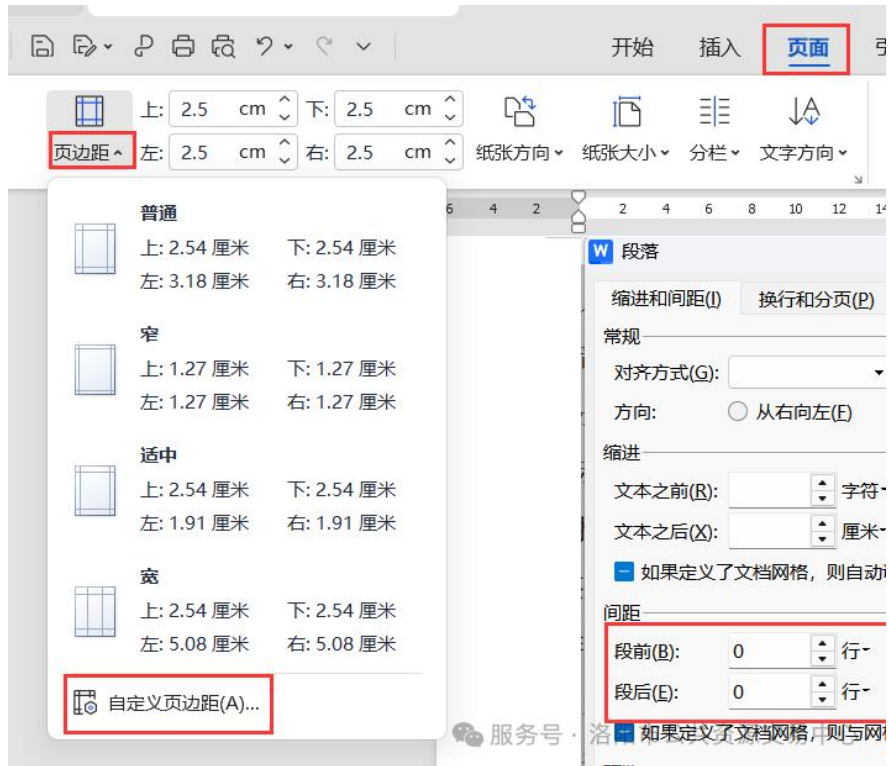 开始 插入 页面
上: 2.5 cm 下: 2.5 cm
页边距 左: 2.5 cm 右: 2.5 cm 纸张方向 纸张大小 分栏 文字方向
6 4 2 2 4 6 8 10 12 14
普通
上: 2.54 厘米 下: 2.54 厘米
左: 3.18 厘米 右: 3.18 厘米
窄
上: 1.27 厘米 下: 1.27 厘米
左: 1.27 厘米 右: 1.27 厘米
适中
上: 2.54 厘米 下: 2.54 厘米
左: 1.91 厘米 右: 1.91 厘米
宽
上: 2.54 厘米 下: 2.54 厘米
左: 5.08 厘米 右: 5.08 厘米
自定义页边距(A)...
W 段落
缩进和间距(I) 换行和分页(P)
常规
对齐方式(G):
方向: 从右向左(F)
缩进
文本之前(R): 字符
文本之后(X): 厘米
如果定义了文档网格，则自动
间距
段前(B): 0 行
段后(E): 0 行
如果定义了文档网格，则与网
服务号 · 洛阳市公共资源交易中心